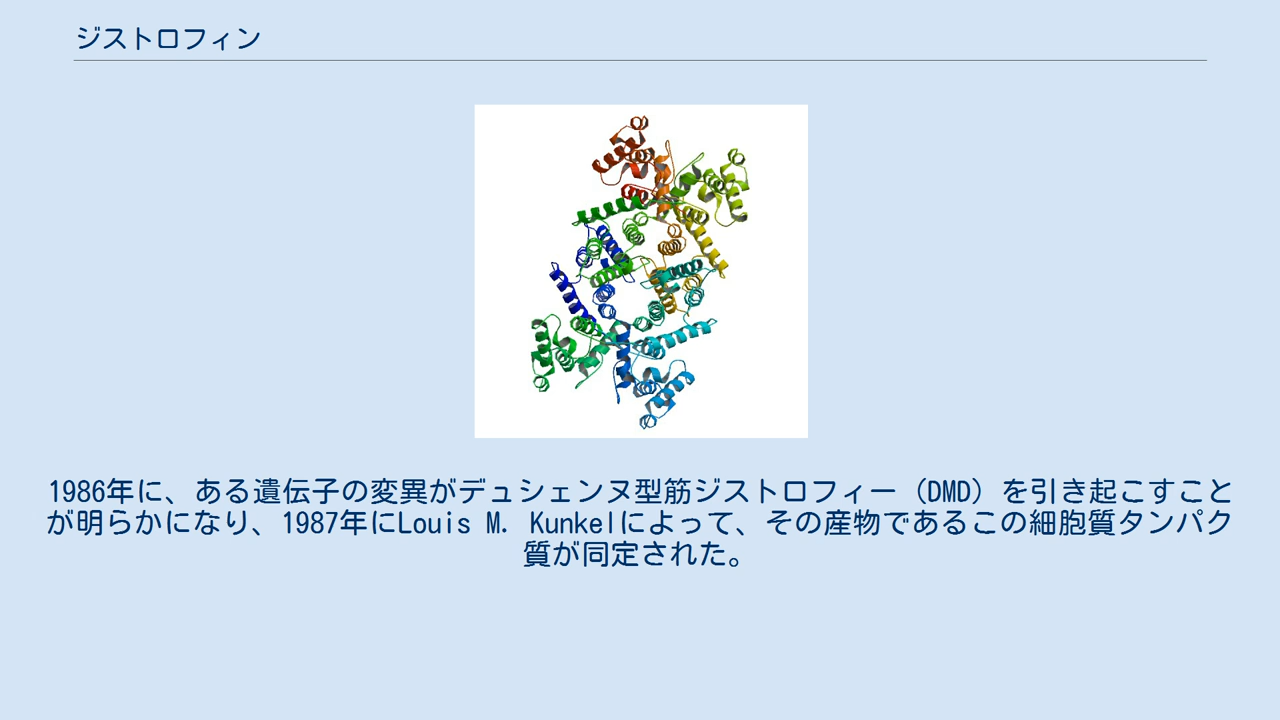 ジストロフィン
1986年に、ある遺伝子の変異がデュシェンヌ型筋ジストロフィー（DMD）を引き起こすこと
が明らかになり、1987年にLouis M. Kunkelによって、その産物であるこの細胞質タンパク
質が同定された。